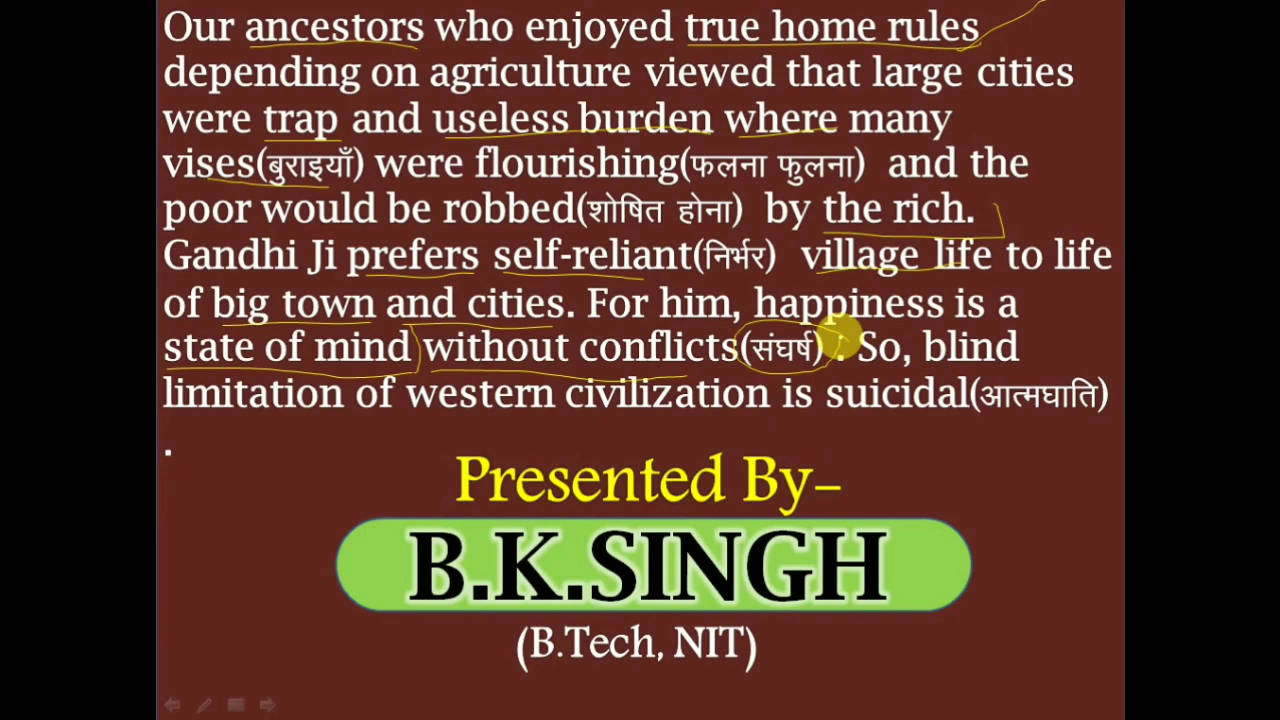 Our ancestors who enjoyed true home rules
depending on agriculture viewed that large cities
were trap and useless burden where many
vises(बुराइयाँ) were flourishing(फलना फुलना) and the
poor would be robbed(शोषित होना) by the rich.
Gandhi Ji prefers self-reliant(निर्भर) village life to life
of big town and cities. For him, happiness is a
state of mind without conflicts(संघर्ष) . So, blind
limitation of western civilization is suicidal(आत्मघाति)
.
Presented By-
B.K.SINGH
(B.Tech, NIT)